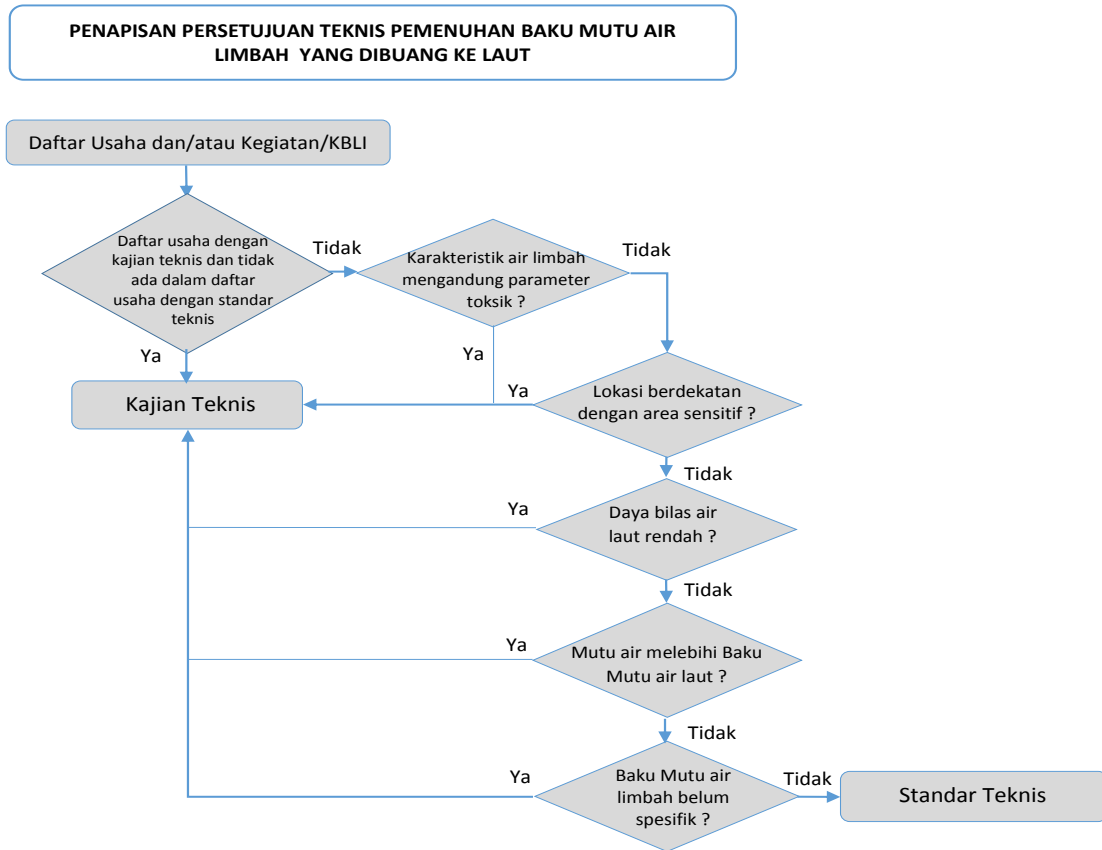 PENAPISAN PERSETUJUAN TEKNIS PEMENUHAN BAKU MUTU AIR
LIMBAH YANG DIBUANG KE LAUT
Daftar Usaha dan/atau Kegiatan/KBLI
Daftar usaha dengan
kajian teknis dan tidak
ada dalam daftar
usaha dengan standar
teknis
Tidak
Karakteristik air limbah
mengandung parameter
toksik ?
Tidak
Ya
Ya
Kajian Teknis
Ya
Lokasi berdekatan
dengan area sensitif ?
Tidak
Ya
Daya bilas air
laut rendah ?
Tidak
Ya
Mutu air melebihi Baku
Mutu air laut ?
Tidak
Ya
Baku Mutu air
limbah belum
spesifik ?
Tidak
Standar Teknis